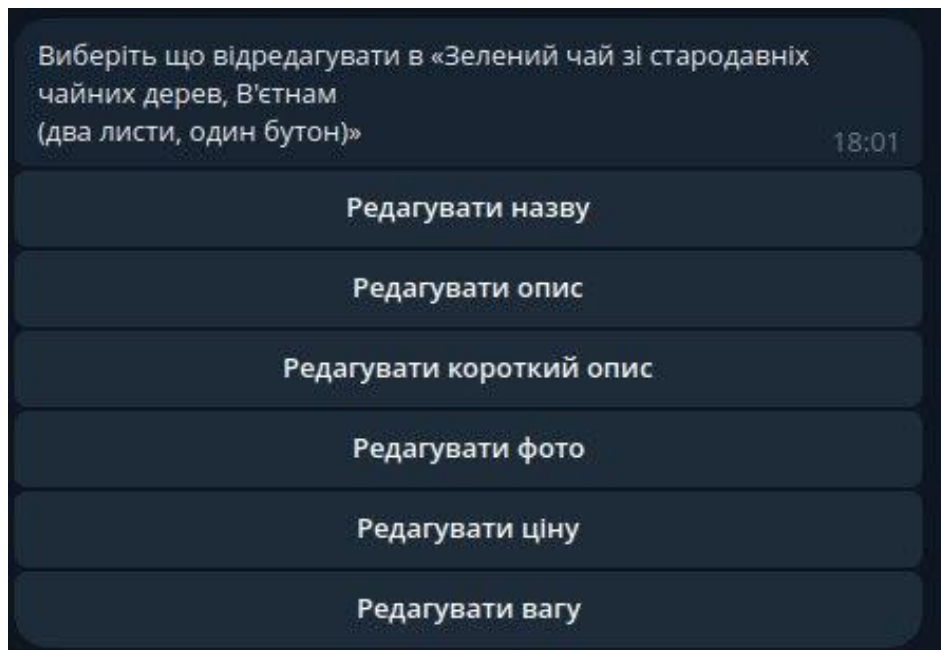 Виберіть що відредагувати в «Зелений чай зі стародавніх
чайних дерев, В'єтнам
(два листи, один бутон)»
18:01
Редагувати назву
Редагувати опис
Редагувати короткий опис
Редагувати фото
Редагувати ціну
Редагувати вагу